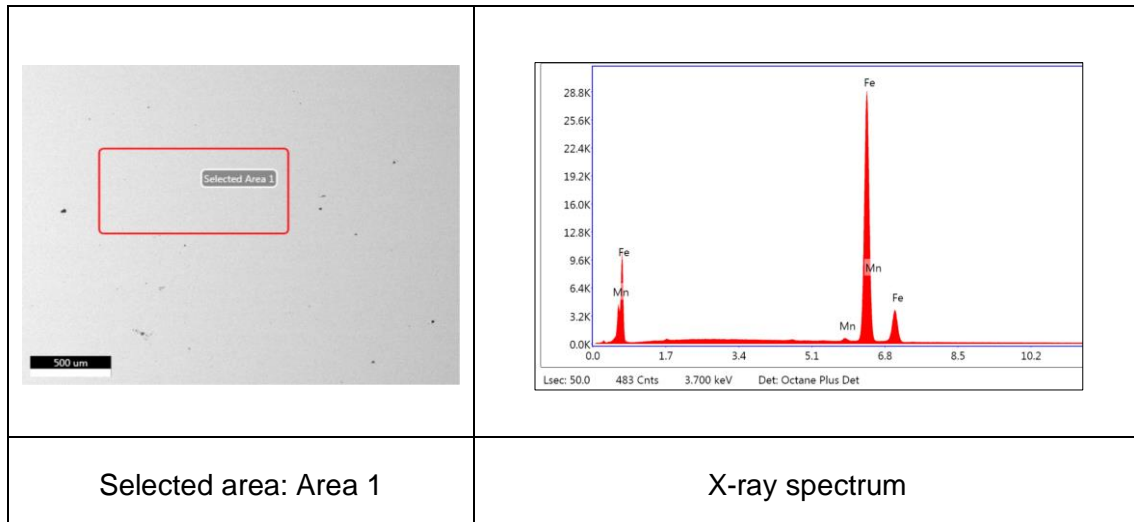 Selected Area 1
500 um
28.8K
25.6K
22.4K
19.2K
16.0K
12.8K
9.6K
6.4K
3.2K
0.0K
Fe
Fe
Mn
Mn
Mn
Fe
0.0 1.7 3.4 5.1 6.8 8.5 10.2
Lsec: 50.0 483 Cnts 3.700 keV Det: Octane Plus Det
Selected area: Area 1
X-ray spectrum